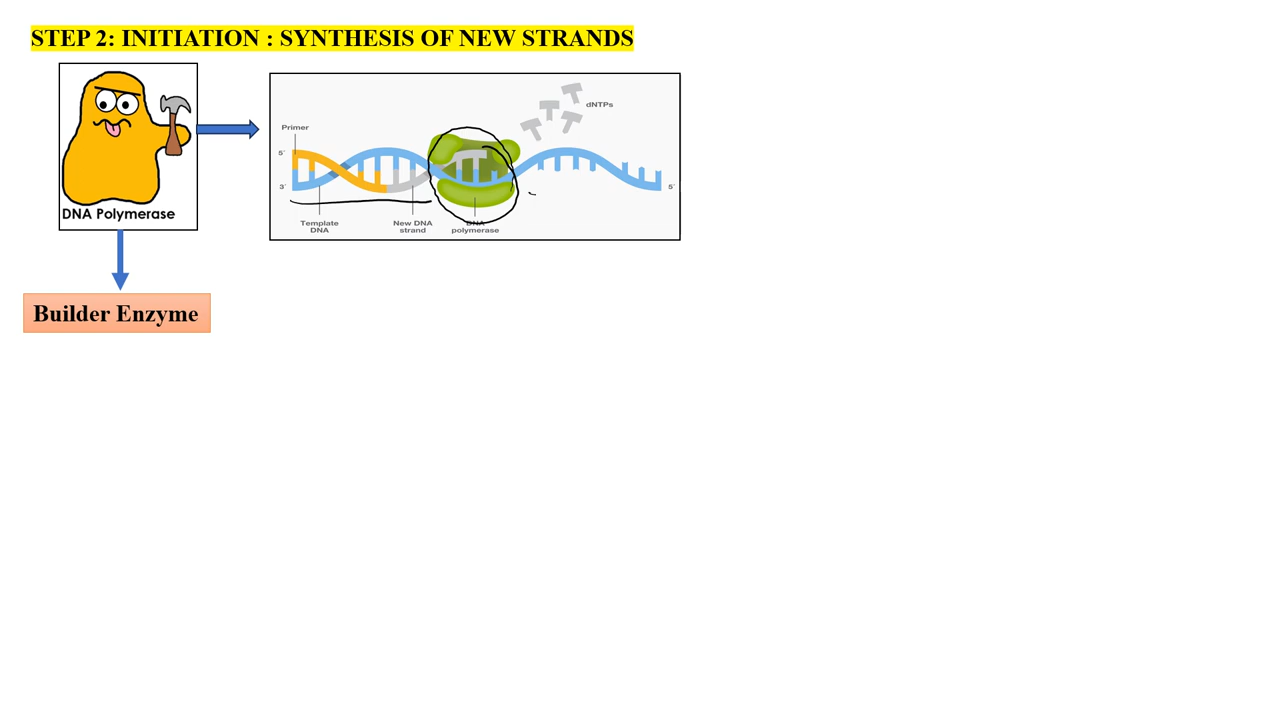 STEP 2: INITIATION : SYNTHESIS OF NEW STRANDS
DNA Polymerase
Builder Enzyme
dNTPs
Primer
5´
3´
5´
Template
DNA
New DNA
strand
DNA
polymerase